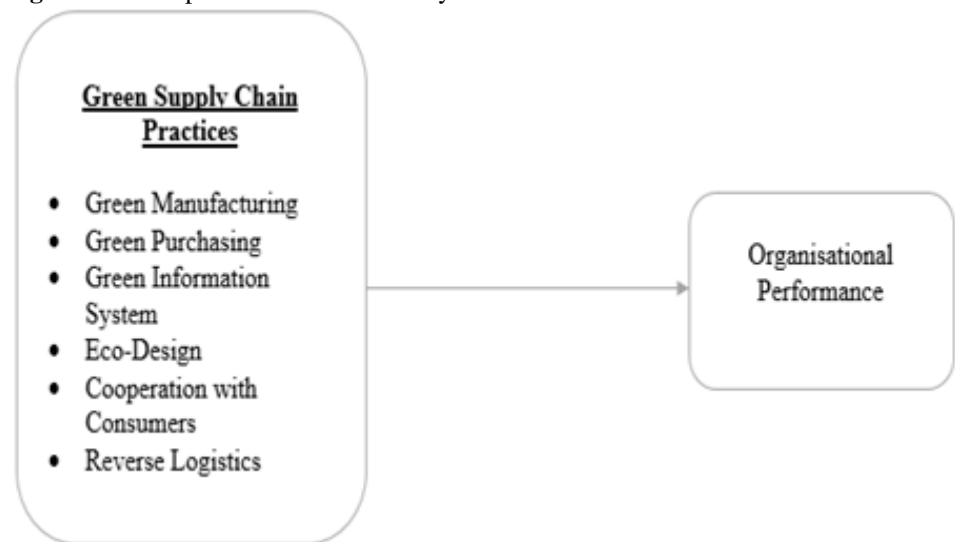 Green Supply Chain
Practices
• Green Manufacturing
• Green Purchasing
• Green Information
System
• Eco-Design
• Cooperation with
Consumers
• Reverse Logistics
Organisational
Performance